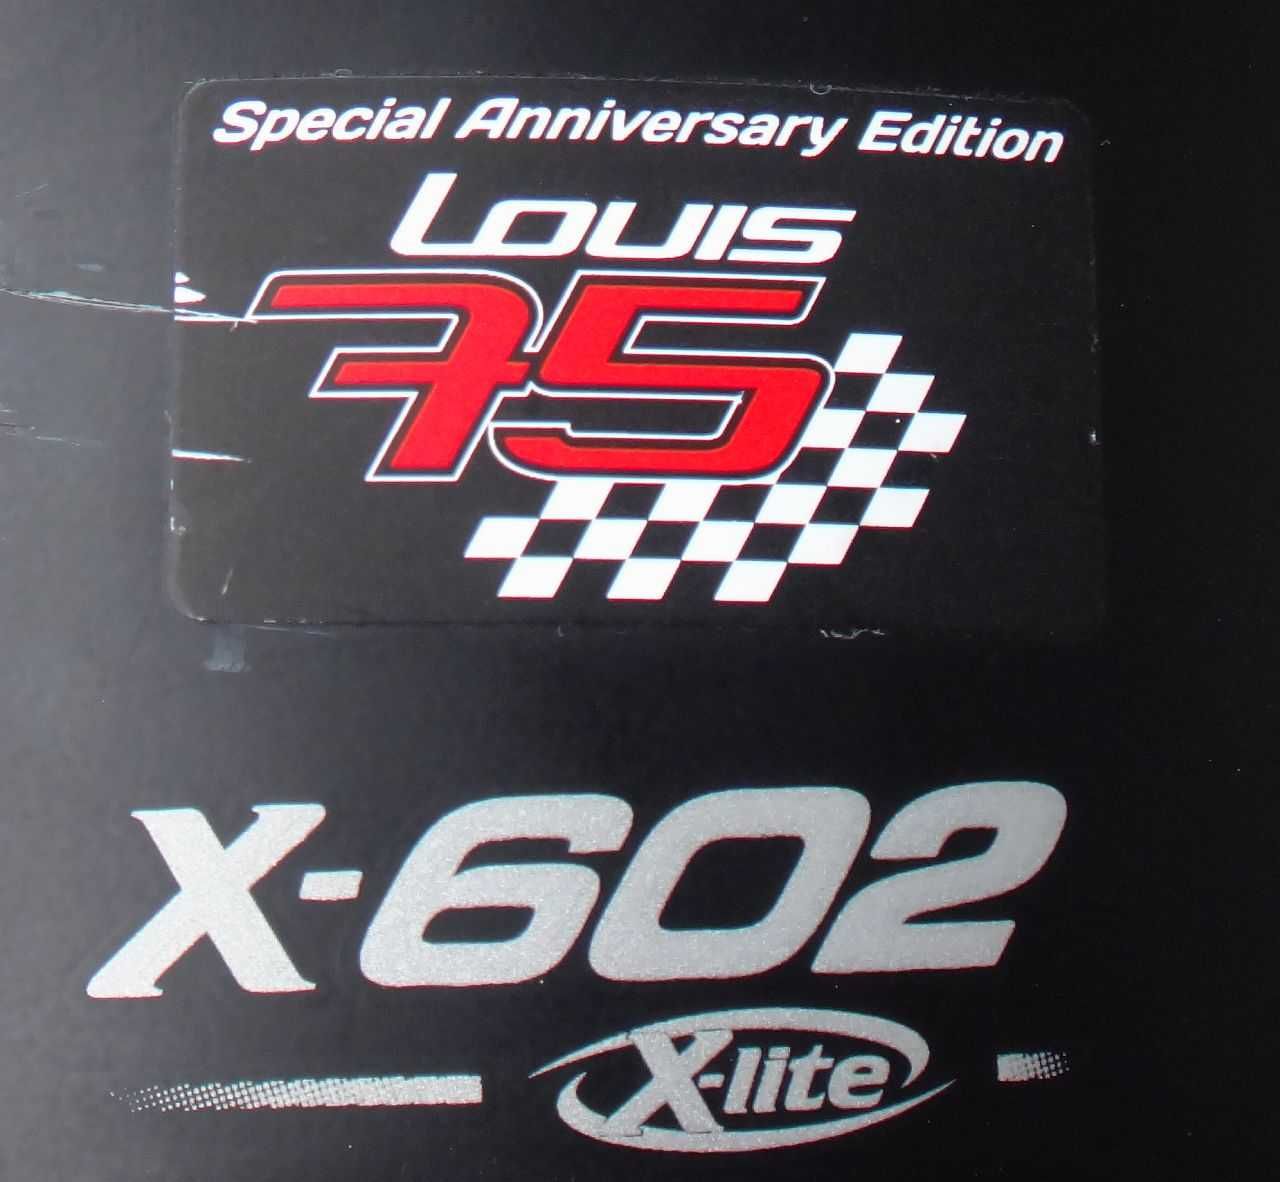 Special Anniversary Edition
Louis
75
X-602
X-lite